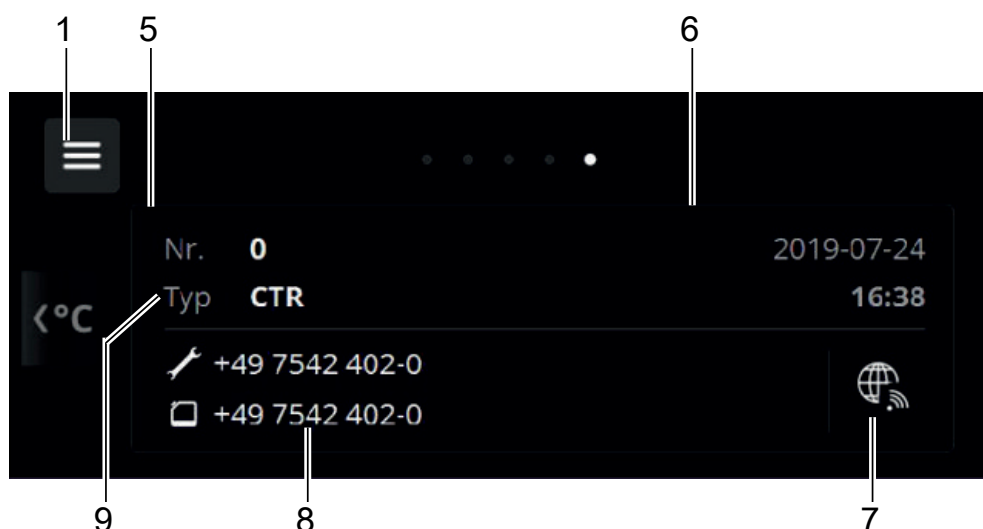 1 5 6
Nr. 0 2019-07-24
Typ CTR 16:38
‹°C
+49 7542 402-0
+49 7542 402-0
9 8 7